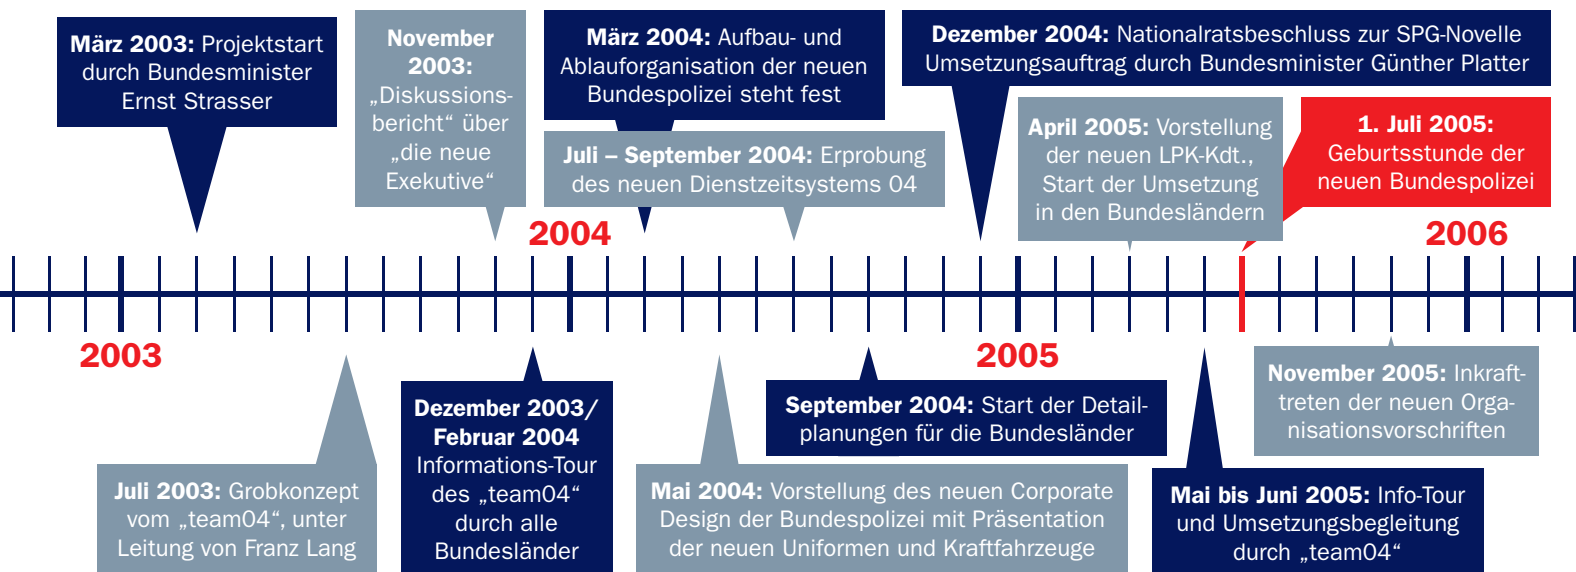 März 2003: Projektstart
durch Bundesminister
Ernst Strasser
November
2003:
„Diskussions-
bericht“ über
„die neue
Exekutive“
März 2004: Aufbau- und
Ablauforganisation der neuen
Bundespolizei steht fest
Juli – September 2004: Erprobung
des neuen Dienstzeitsystems 04
Dezember 2004: Nationalratsbeschluss zur SPG-Novelle
Umsetzungsauftrag durch Bundesminister Günther Platter
April 2005: Vorstellung
der neuen LPK-Kdt.,
Start der Umsetzung
in den Bundesländern
1. Juli 2005:
Geburtsstunde der
neuen Bundespolizei
2004
2006
2003
2005
Juli 2003: Grobkonzept
vom „team04“, unter
Leitung von Franz Lang
Dezember 2003/
Februar 2004
Informations-Tour
des „team04“
durch alle
Bundesländer
Mai 2004: Vorstellung des neuen Corporate
Design der Bundespolizei mit Präsentation
der neuen Uniformen und Kraftfahrzeuge
September 2004: Start der Detail-
planungen für die Bundesländer
Mai bis Juni 2005: Info-Tour
und Umsetzungsbegleitung
durch „team04“
November 2005: Inkraft-
treten der neuen Orga-
nisationsvorschriften